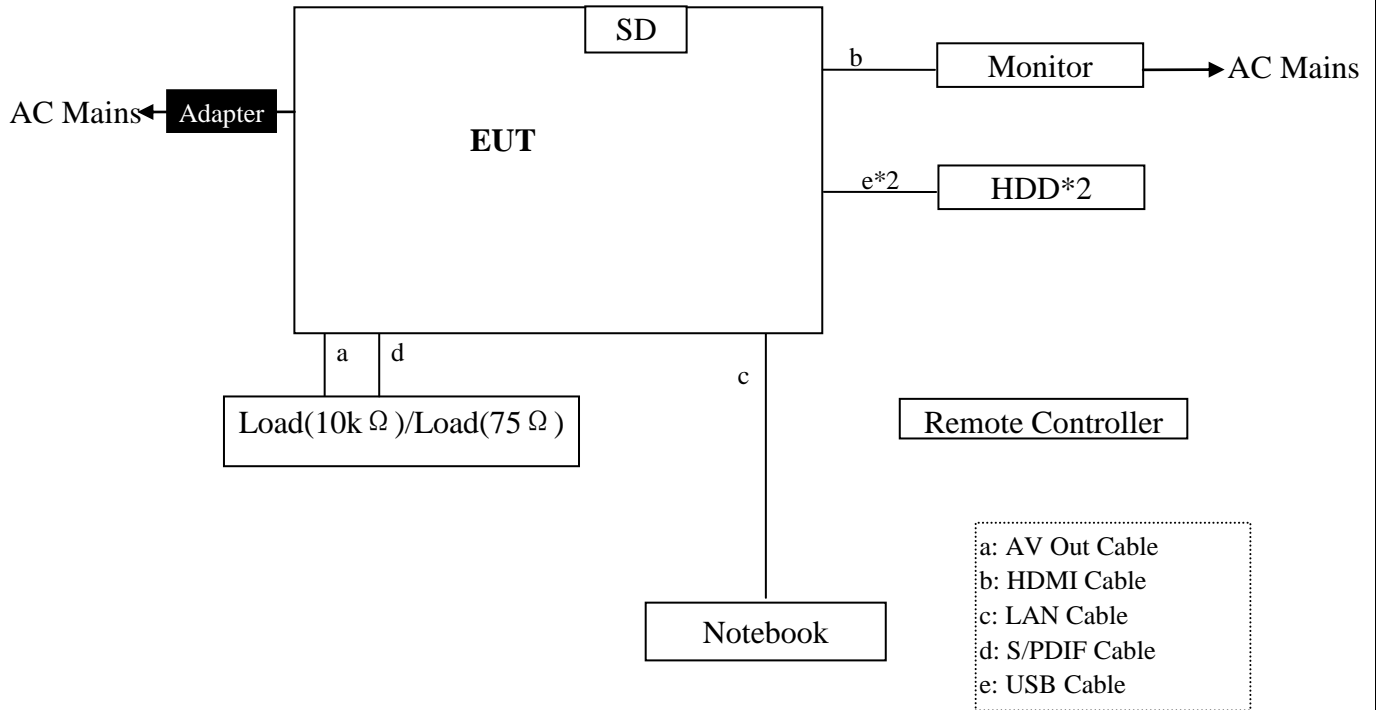 SD
b
Monitor
AC Mains
AC Mains
Adapter
EUT
e*2
HDD*2
a
d
c
Load(10kΩ)/Load(75Ω)
Remote Controller
a: AV Out Cable
b: HDMI Cable
c: LAN Cable
d: S/PDIF Cable
e: USB Cable
Notebook